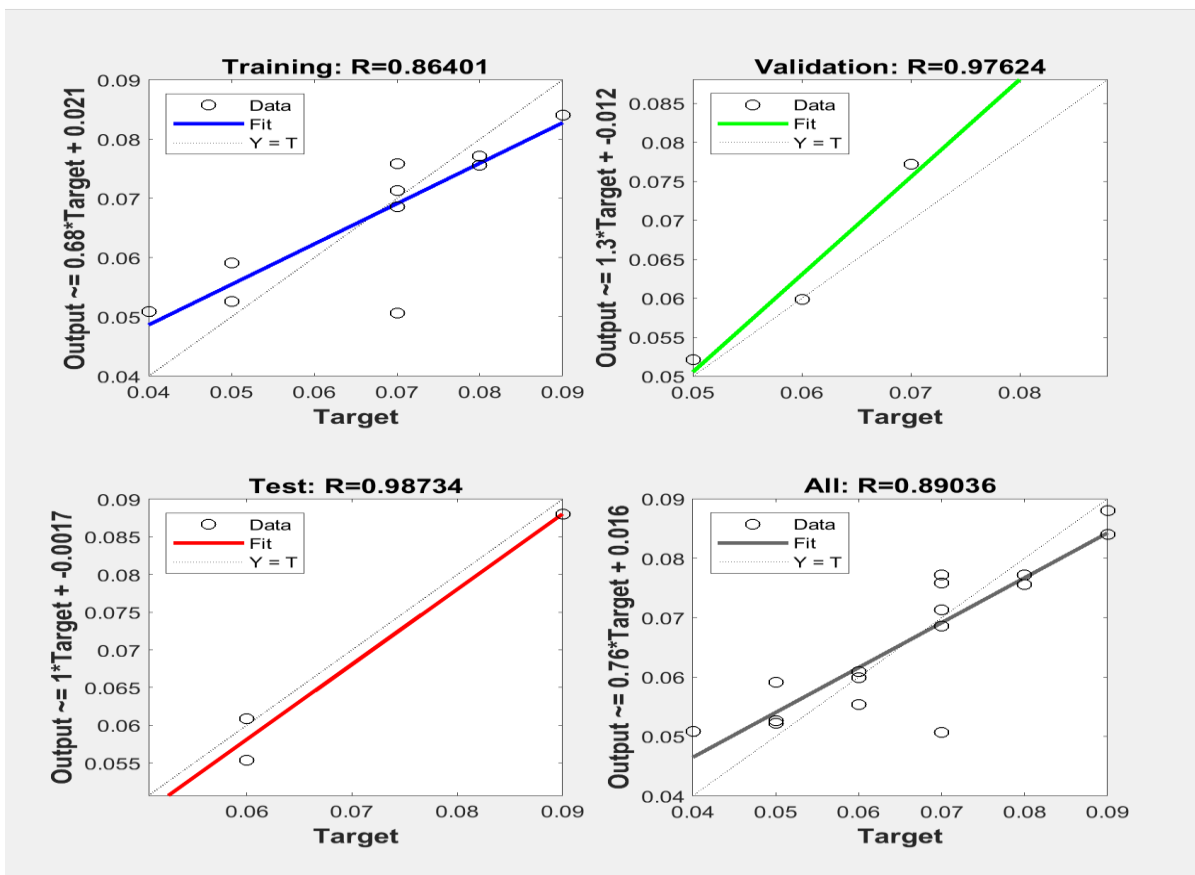 Training: R=0.86401
Output ~= 0.68*Target + 0.021
0.09
0.08
0.07
0.06
0.05
0.04
Data
Fit
Y = T
0.04 0.05 0.06 0.07 0.08 0.09
Target
Validation: R=0.97624
Output ~= 1.3*Target + -0.012
0.085
0.08
0.075
0.07
0.065
0.06
0.055
0.05
Data
Fit
Y = T
0.05 0.06 0.07 0.08
Target
Test: R=0.98734
Output ~= 1*Target + -0.0017
0.09
0.085
0.08
0.075
0.07
0.065
0.06
0.055
Data
Fit
Y = T
0.06 0.07 0.08 0.09
Target
All: R=0.89036
Output ~= 0.76*Target + 0.016
0.09
0.08
0.07
0.06
0.05
0.04
Data
Fit
Y = T
0.04 0.05 0.06 0.07 0.08 0.09
Target